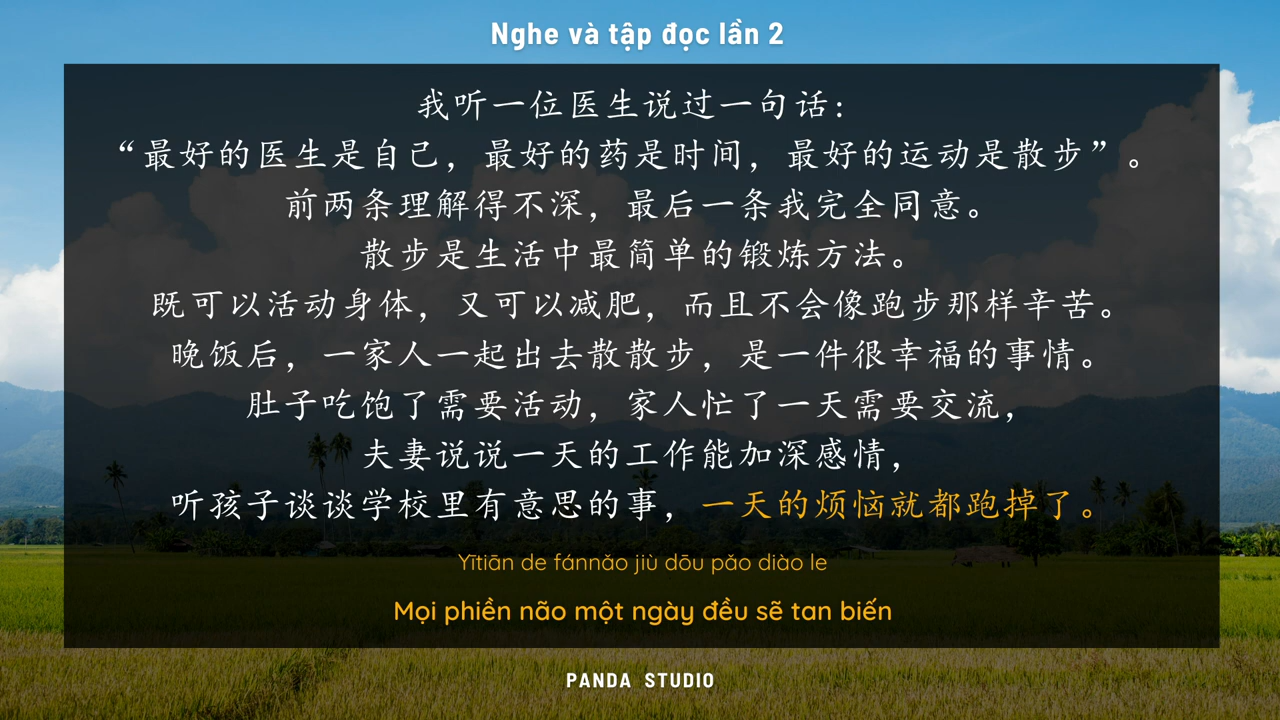 Nghe và tập đọc lần 2
我听一位医生说过一句话：
“最好的医生是自己，最好的药是时间，最好的运动是散步”。
前两条理解得不深，最后一条我完全同意。
散步是生活中最简单的锻炼方法。
既可以活动身体，又可以减肥，而且不会像跑步那样辛苦。
晚饭后，一家人一起出去散散步，是一件很幸福的事情。
肚子吃饱了需要活动，家人忙了一天需要交流，
夫妻说说一天的工作能加深感情，
听孩子谈谈学校里有意思的事，一天的烦恼就都跑掉了。
Yītiān de fánnǎo jiù dōu pǎo diào le
Mọi phiền não một ngày đều sẽ tan biến
PANDA STUDIO